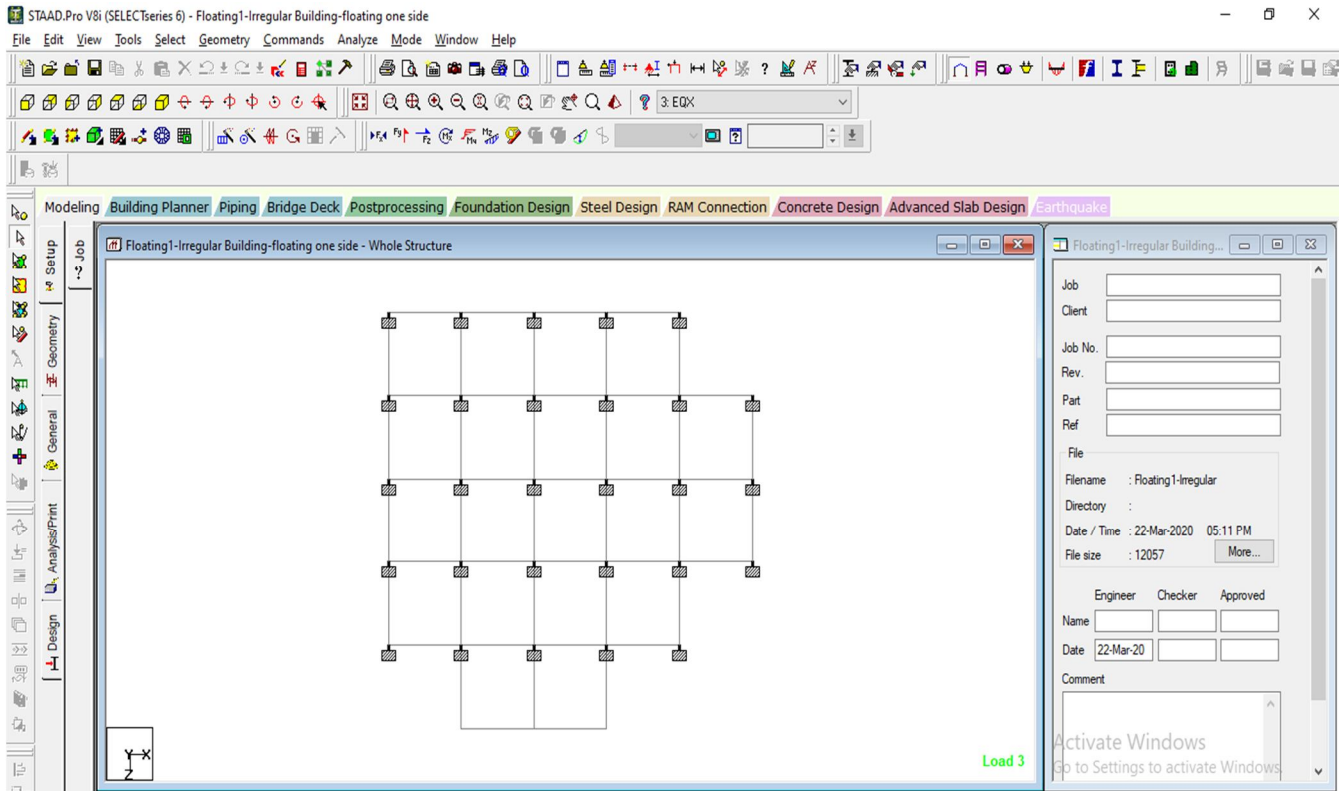 STAAD.Pro V8i (SELECTseries 6) - Floating1-Irregular Building-floating one side
File Edit View Tools Select Geometry Commands Analyze Mode Window Help
3: EQX
Modeling Building Planner Piping Bridge Deck Postprocessing Foundation Design Steel Design RAM Connection Concrete Design Advanced Slab Design Earthquake
Setup
Geometry
General
Analysis/Print
Design
Job
Floating1-Irregular Building-floating one side - Whole Structure
Y X
Z
Load 3
Floating1-Irregular Building...
Job
Client
Job No.
Rev.
Part
Ref
File
Filename : Floating1-Irregular
Directory :
Date / Time : 22-Mar-2020 05:11 PM
File size : 12057 More...
Engineer Checker Approved
Name
Date 22-Mar-20
Comment
Activate Windows
Go to Settings to activate Windows.